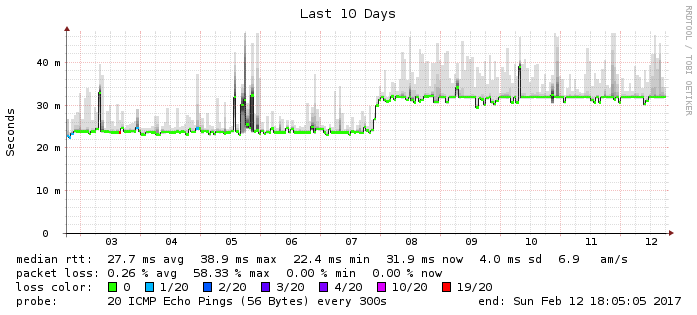 Last 10 Days
RRDTOOL / TOBI OETIKER
Seconds
40 m
30 m
20 m
10 m
0
03 04 05 06 07 08 09 10 11 12
median rtt: 27.7 ms avg 38.9 ms max 22.4 ms min 31.9 ms now 4.0 ms sd 6.9 am/s
packet loss: 0.26 % avg 58.33 % max 0.00 % min 0.00 % now
loss color: 0 1/20 2/20 3/20 4/20 10/20 19/20
probe: 20 ICMP Echo Pings (56 Bytes) every 300s end: Sun Feb 12 18:05:05 2017